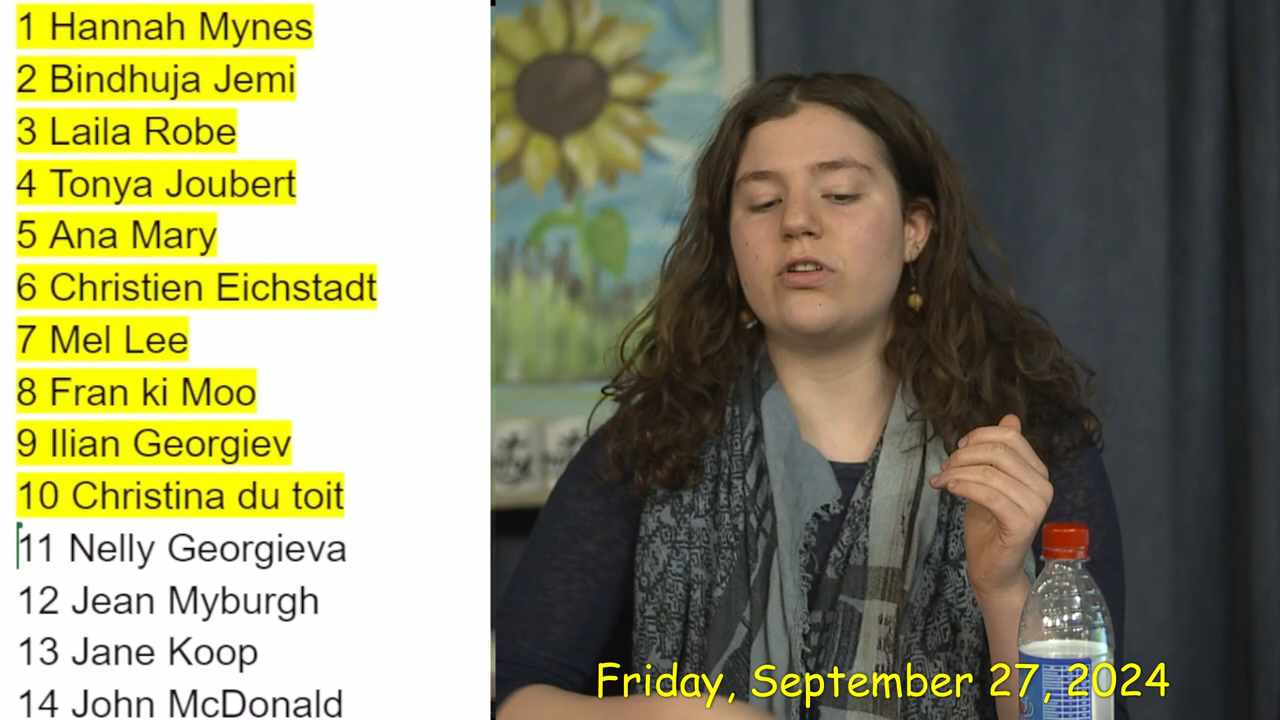 1 Hannah Mynes
2 Bindhuja Jemi
3 Laila Robe
4 Tonya Joubert
5 Ana Mary
6 Christien Eichstadt
7 Mel Lee
8 Fran ki Moo
9 Ilian Georgiev
10 Christina du toit
11 Nelly Georgieva
12 Jean Myburgh
13 Jane Koop
14 John McDonald
Friday, September 27, 2024